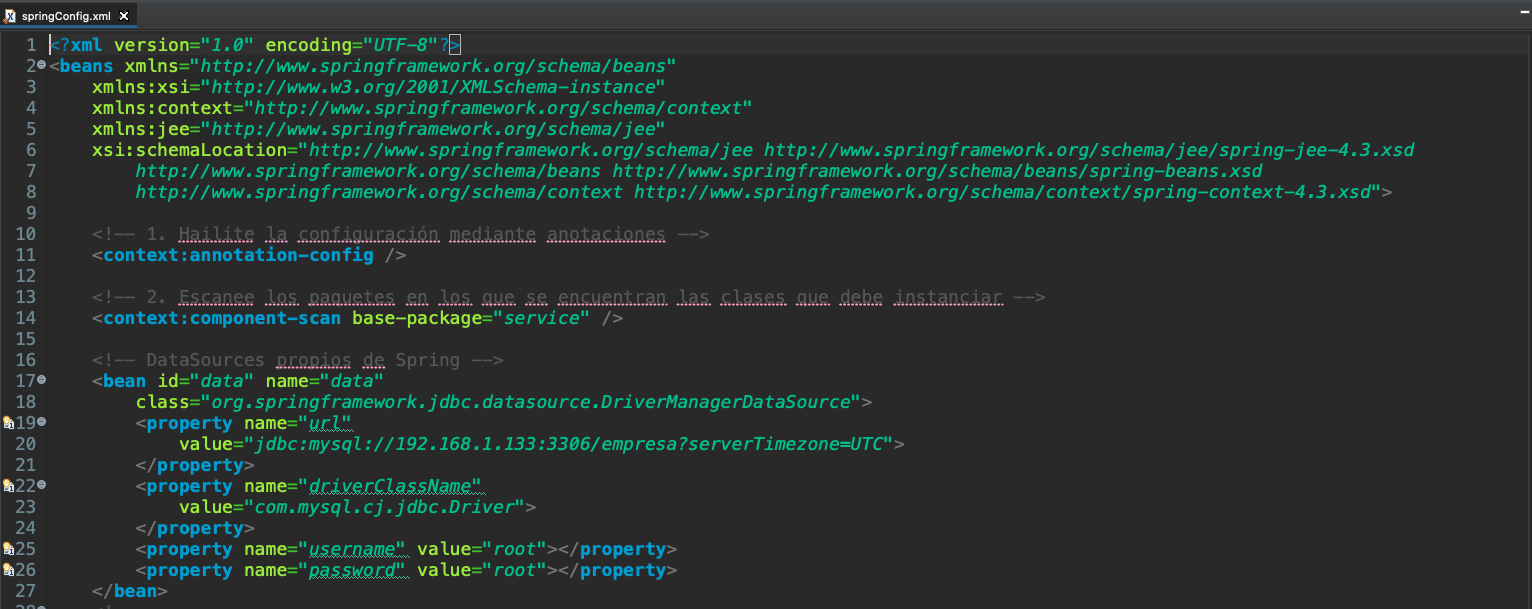 springConfig.xml
1 <?xml version="1.0" encoding="UTF-8"?>
2 <beans xmlns="http://www.springframework.org/schema/beans"
3     xmlns:xsi="http://www.w3.org/2001/XMLSchema-instance"
4     xmlns:context="http://www.springframework.org/schema/context"
5     xmlns:jee="http://www.springframework.org/schema/jee"
6     xsi:schemaLocation="http://www.springframework.org/schema/jee http://www.springframework.org/schema/jee/spring-jee-4.3.xsd
7         http://www.springframework.org/schema/beans http://www.springframework.org/schema/beans/spring-beans.xsd
8         http://www.springframework.org/schema/context http://www.springframework.org/schema/context/spring-context-4.3.xsd">
9
10     <!-- 1. Hailite la configuración mediante anotaciones -->
11     <context:annotation-config />
12
13     <!-- 2. Escanee los paquetes en los que se encuentran las clases que debe instanciar -->
14     <context:component-scan base-package="service" />
15
16     <!-- DataSources propios de Spring -->
17     <bean id="data" name="data"
18         class="org.springframework.jdbc.datasource.DriverManagerDataSource">
19         <property name="url"
20             value="jdbc:mysql://192.168.1.133:3306/empresa?serverTimezone=UTC">
21         </property>
22         <property name="driverClassName"
23             value="com.mysql.cj.jdbc.Driver">
24         </property>
25         <property name="username" value="root"></property>
26         <property name="password" value="root"></property>
27     </bean>